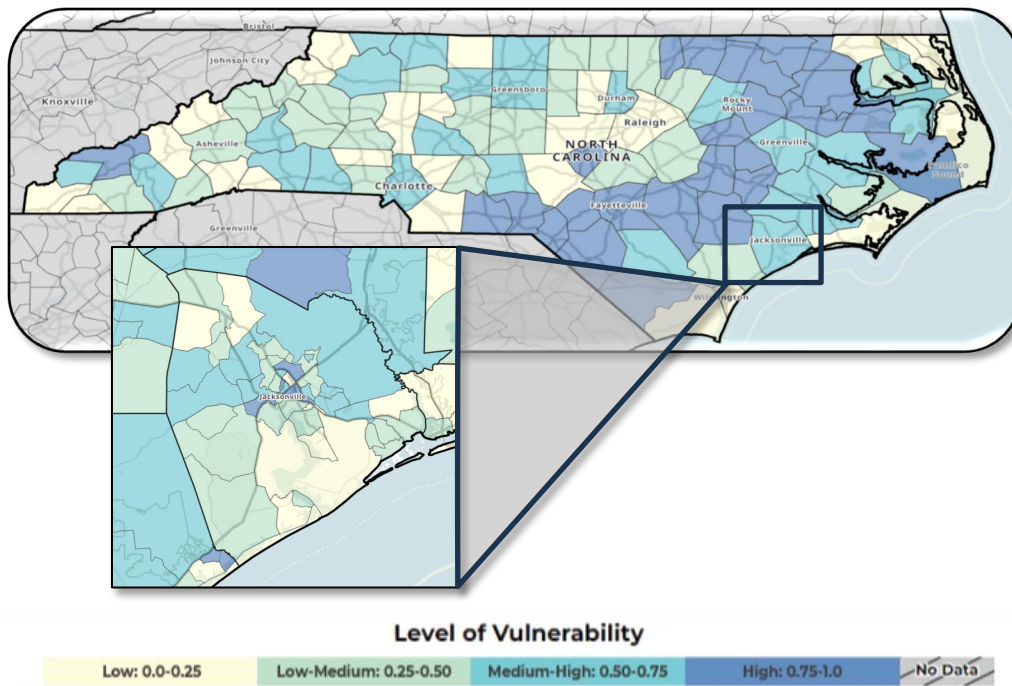 Bristol
Johnson City
Knoxville
Greensboro
Durham
Rocky
Mount
Raleigh
Asheville
NORTH
CAROLINA
Greenville
Pamlico
Sound
Charlotte
Fayetteville
Greenville
Jacksonville
Wilmington
Jacksonville
Level of Vulnerability
Low: 0.0-0.25
Low-Medium: 0.25-0.50
Medium-High: 0.50-0.75
High: 0.75-1.0
No Data